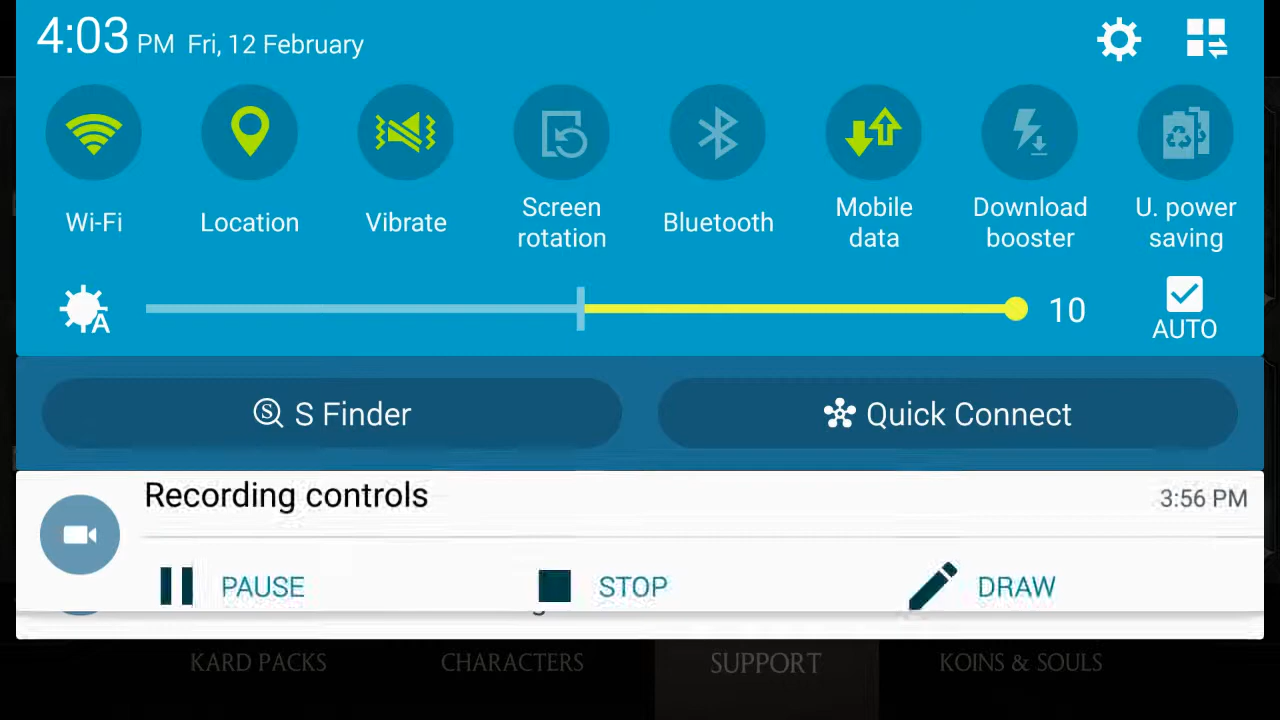 4:03 PM Fri, 12 February
Wi-Fi
Location
Vibrate
Screen
rotation
Bluetooth
Mobile
data
Download
booster
U. power
saving
A
10
AUTO
S Finder
Quick Connect
Recording controls
3:56 PM
PAUSE
STOP
DRAW
KARD PACKS
CHARACTERS
SUPPORT
KOINS & SOULS